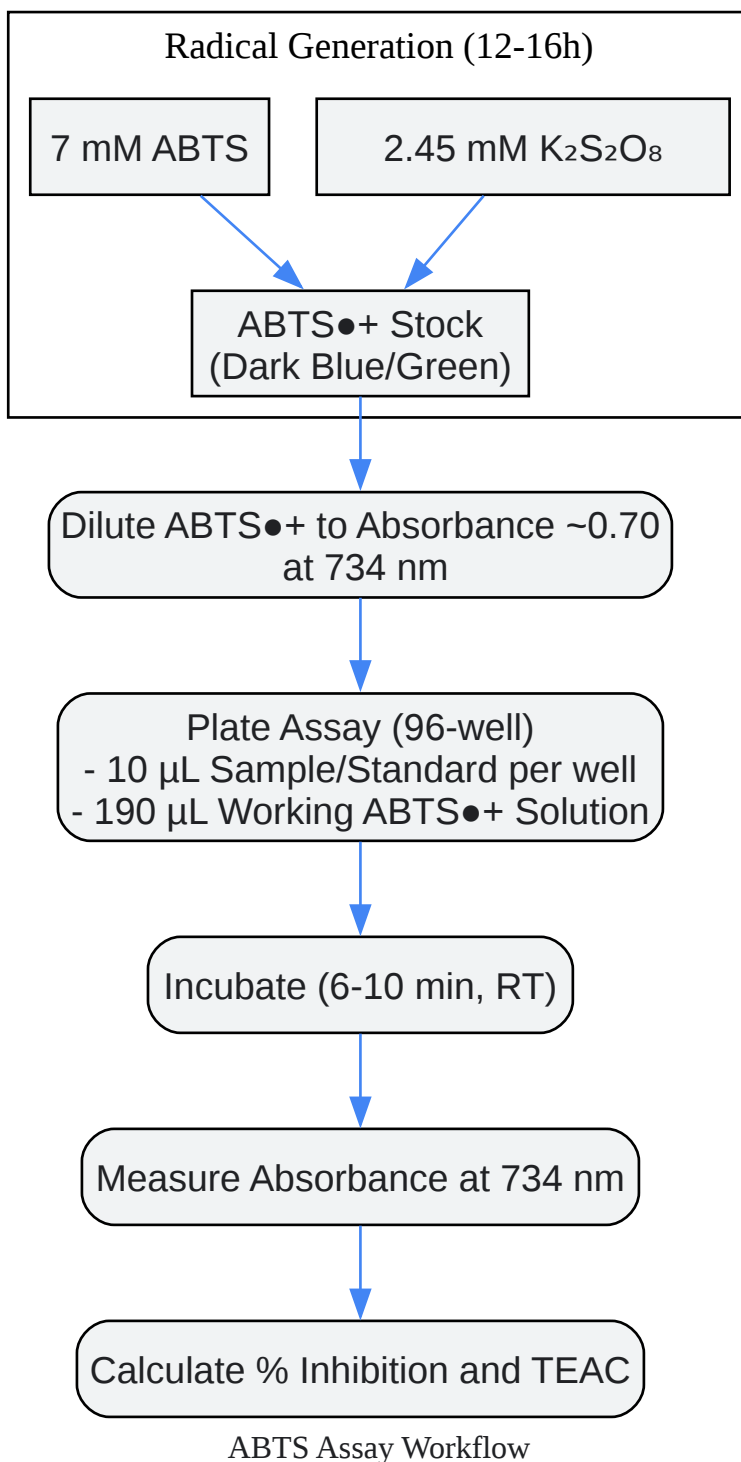 Radical Generation (12-16h)
7 mM ABTS
2.45 mM K₂S₂O₈
ABTS●+ Stock
(Dark Blue/Green)
Dilute ABTS●+ to Absorbance ~0.70
at 734 nm
Plate Assay (96-well)
- 10 µL Sample/Standard per well
- 190 µL Working ABTS●+ Solution
Incubate (6-10 min, RT)
Measure Absorbance at 734 nm
Calculate % Inhibition and TEAC
ABTS Assay Workflow